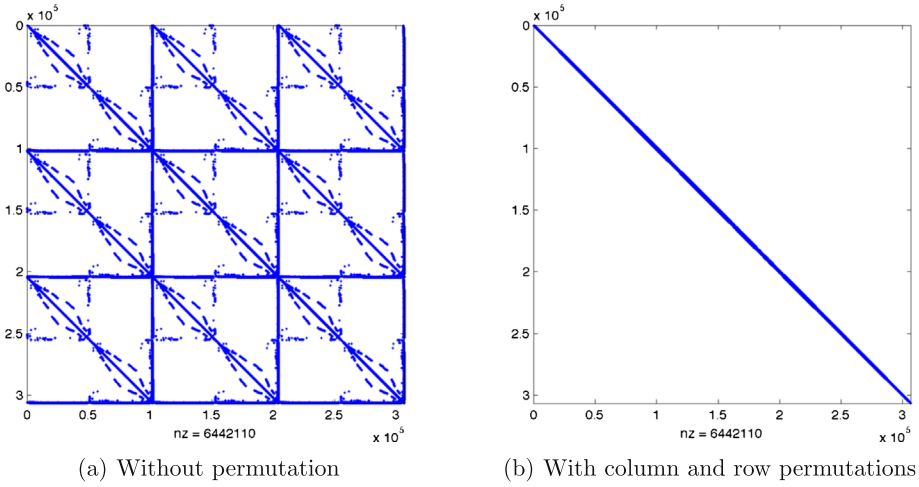 x 10^5
0
0.5
1
1.5
2
2.5
3
0 0.5 1 1.5 2 2.5 3
nz = 6442110
x 10^5
(a) Without permutation
x 10^5
0
0.5
1
1.5
2
2.5
3
0 0.5 1 1.5 2 2.5 3
nz = 6442110
x 10^5
(b) With column and row permutations